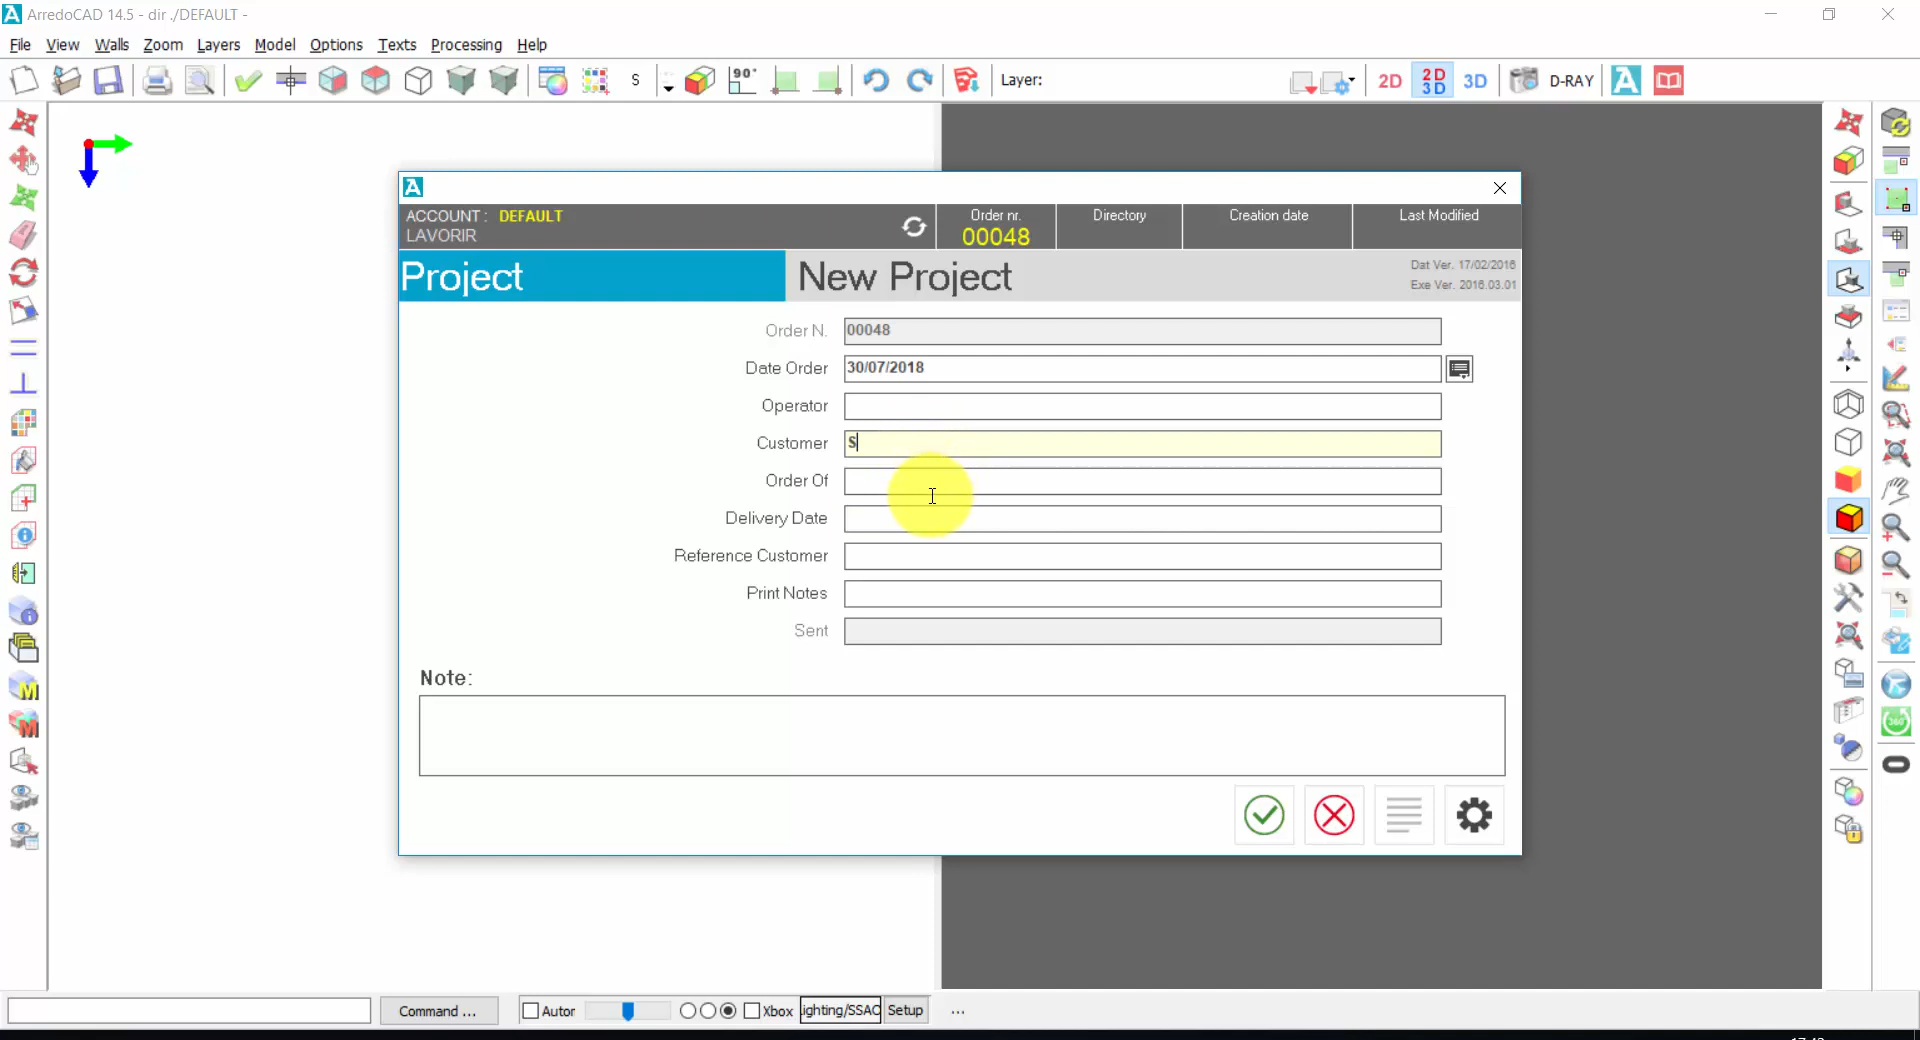 ArredoCAD 14.5 - dir ./DEFAULT -
File View Walls Zoom Layers Model Options Texts Processing Help
S 90° Layer: 2D 2D 3D 3D D-RAY A
A
ACCOUNT : DEFAULT
LAVORIR
Order nr.
00048
Directory
Creation date
Last Modified
Project
New Project
Dat Ver. 17/02/2016
Exe Ver. 2016.03.01
Order N. 00048
Date Order 30/07/2018
Operator
Customer S
Order Of
Delivery Date
Reference Customer
Print Notes
Sent
Note:
M
M
360°
Command ... Autor Xbox ighting/SSAO Setup ...